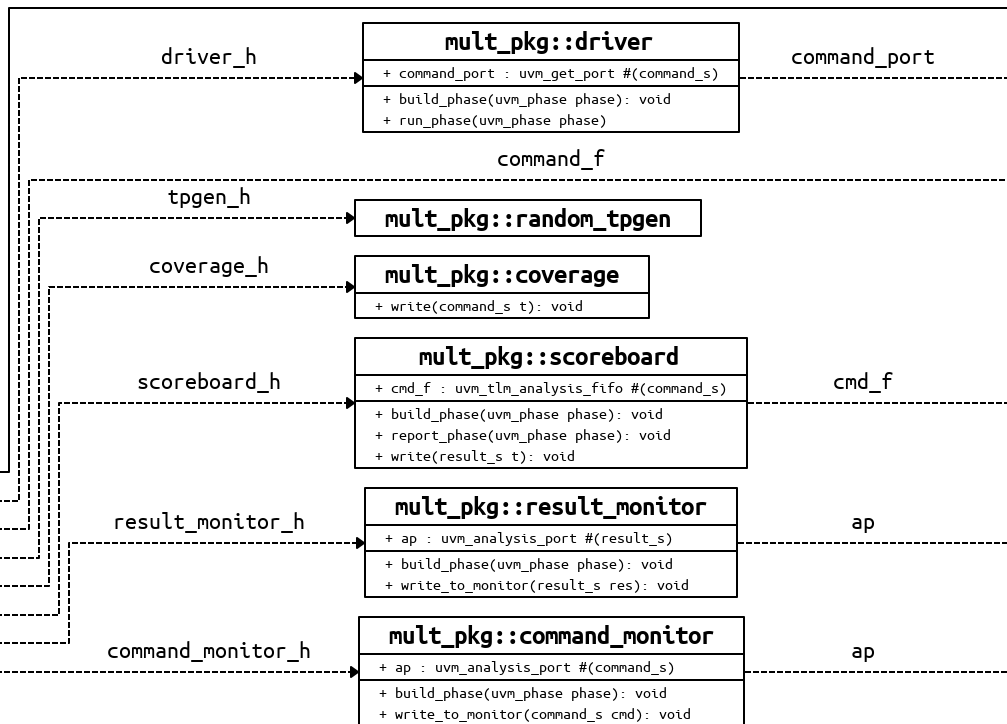 driver_h
mult_pkg::driver
command_port
+ command_port : uvm_get_port #(command_s)
+ build_phase(uvm_phase phase): void
+ run_phase(uvm_phase phase)
command_f
tpgen_h
mult_pkg::random_tpgen
coverage_h
mult_pkg::coverage
+ write(command_s t): void
scoreboard_h
mult_pkg::scoreboard
cmd_f
+ cmd_f : uvm_tlm_analysis_fifo #(command_s)
+ build_phase(uvm_phase phase): void
+ report_phase(uvm_phase phase): void
+ write(result_s t): void
result_monitor_h
mult_pkg::result_monitor
ap
+ ap : uvm_analysis_port #(result_s)
+ build_phase(uvm_phase phase): void
+ write_to_monitor(result_s res): void
command_monitor_h
mult_pkg::command_monitor
ap
+ ap : uvm_analysis_port #(command_s)
+ build_phase(uvm_phase phase): void
+ write_to_monitor(command_s cmd): void